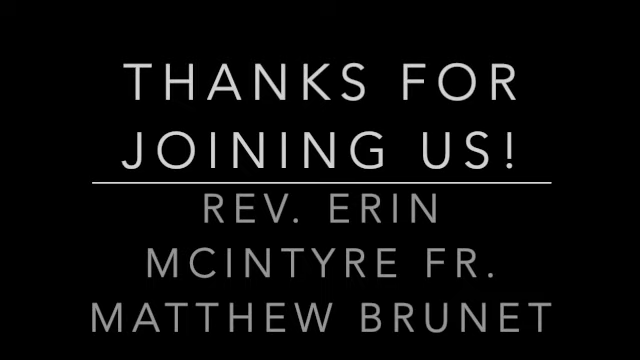 THANKS FOR
JOINING US!
REV. ERIN
MCINTYRE FR.
MATTHEW BRUNET